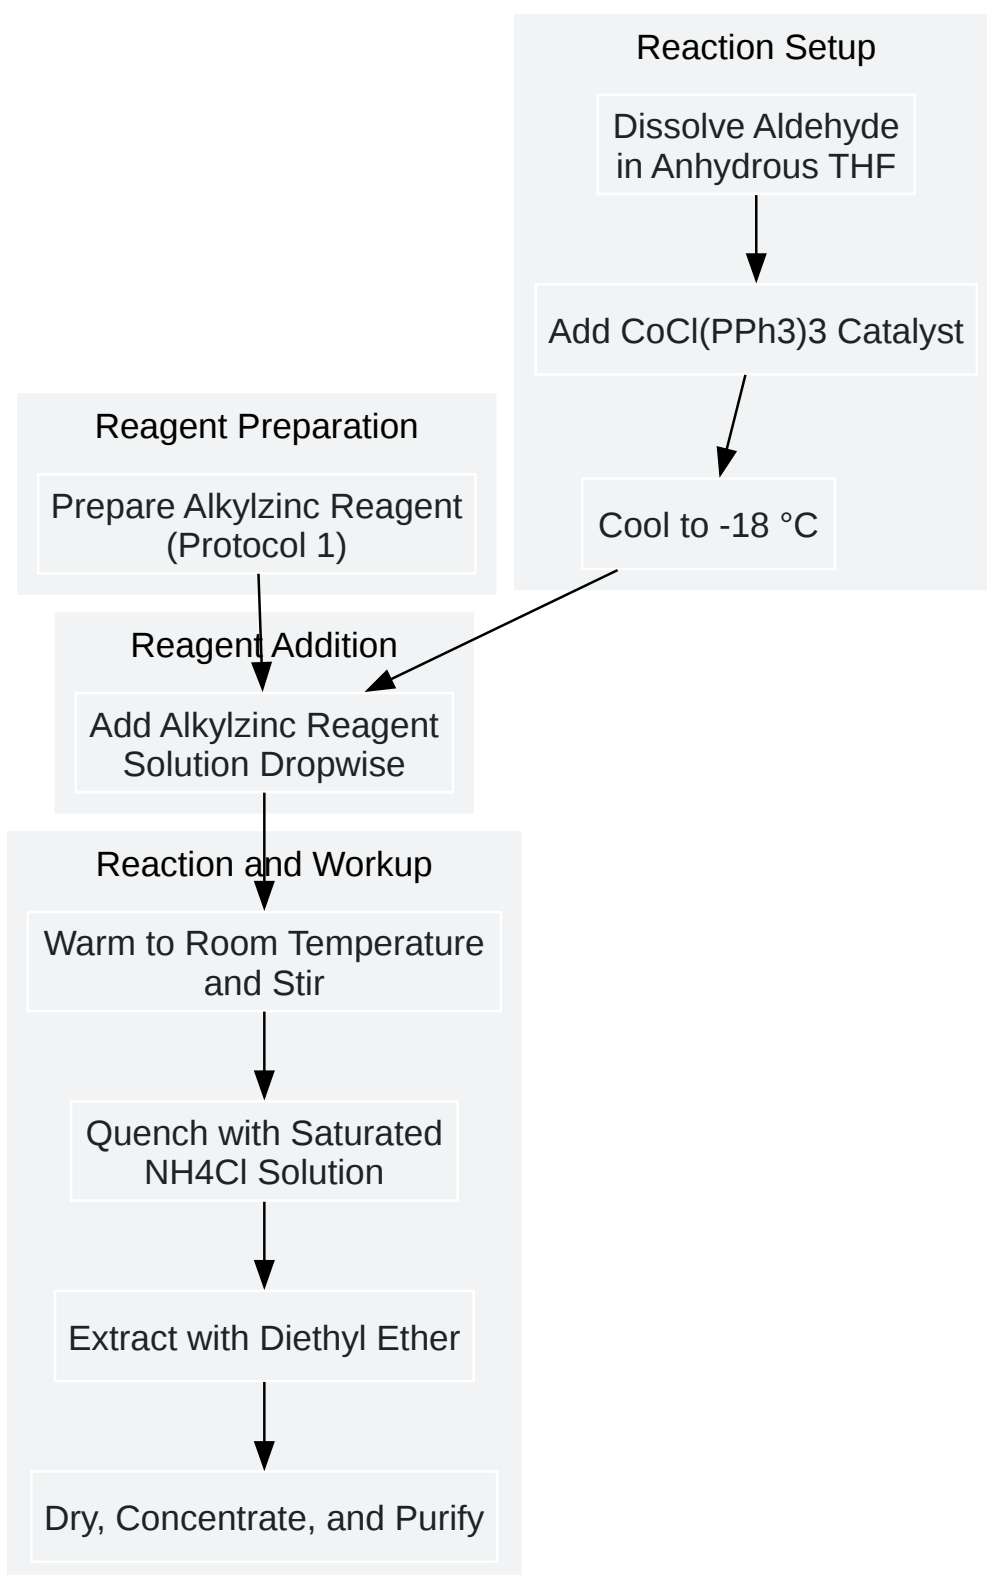 Reaction Setup
Dissolve Aldehyde
in Anhydrous THF
Add CoCl(PPh3)3 Catalyst
Cool to -18 °C
Reagent Preparation
Prepare Alkylzinc Reagent
(Protocol 1)
Reagent Addition
Add Alkylzinc Reagent
Solution Dropwise
Reaction and Workup
Warm to Room Temperature
and Stir
Quench with Saturated
NH4Cl Solution
Extract with Diethyl Ether
Dry, Concentrate, and Purify